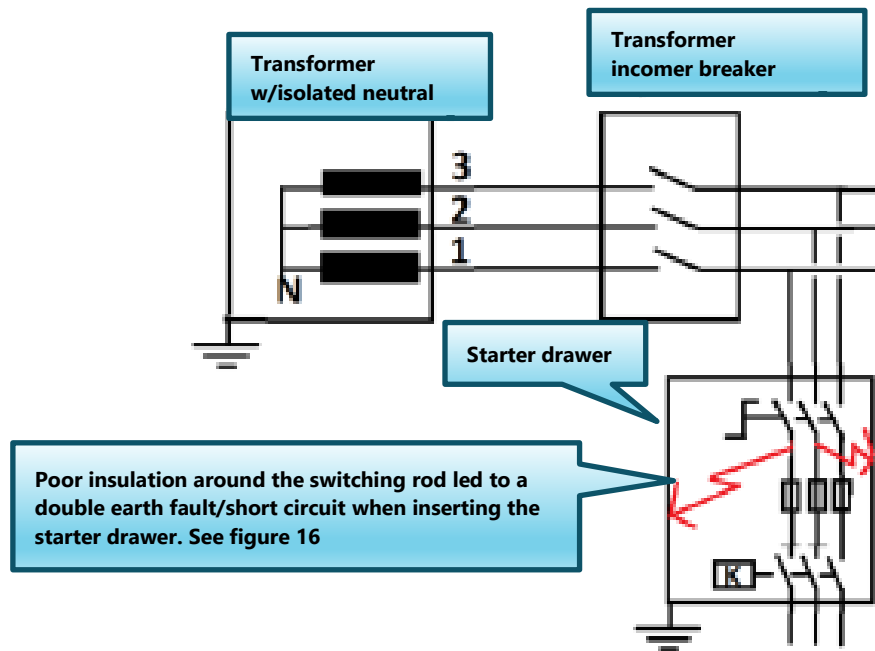 Transformer
w/isolated neutral
Transformer
incomer breaker
3
2
1
N
Starter drawer
Poor insulation around the switching rod led to a
double earth fault/short circuit when inserting the
starter drawer. See figure 16
K